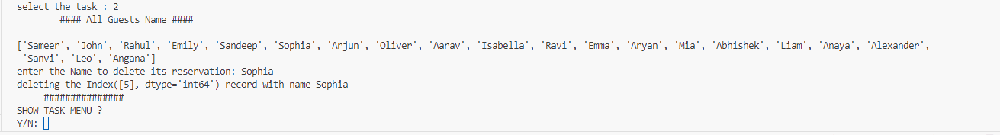 select the task : 2
#### All Guests Name ####
['Sameer', 'John', 'Rahul', 'Emily', 'Sandeep', 'Sophia', 'Arjun', 'Oliver', 'Aarav', 'Isabella', 'Ravi', 'Emma', 'Aryan', 'Mia', 'Abhishek', 'Liam', 'Anaya', 'Alexander',
'Sanvi', 'Leo', 'Angana']
enter the Name to delete its reservation: Sophia
deleting the Index([5], dtype='int64') record with name Sophia
###############
SHOW TASK MENU ?
Y/N: